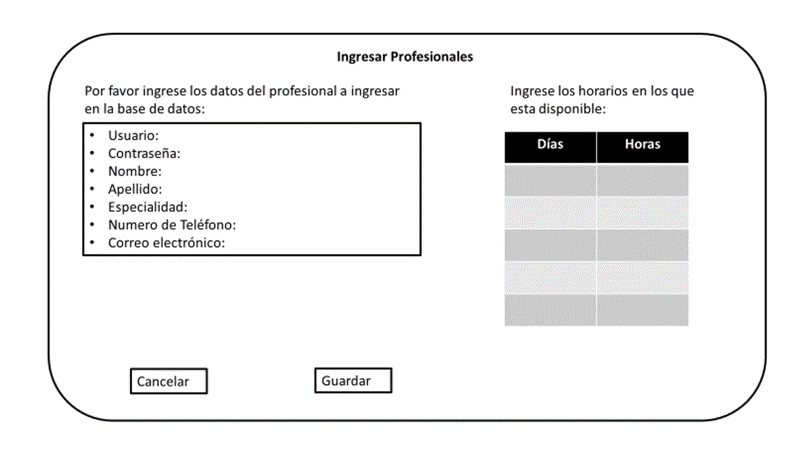 Ingresar Profesionales
Por favor ingrese los datos del profesional a ingresar
en la base de datos:
• Usuario:
• Contraseña:
• Nombre:
• Apellido:
• Especialidad:
• Numero de Teléfono:
• Correo electrónico:
Ingrese los horarios en los que
esta disponible:
Días Horas
Cancelar
Guardar